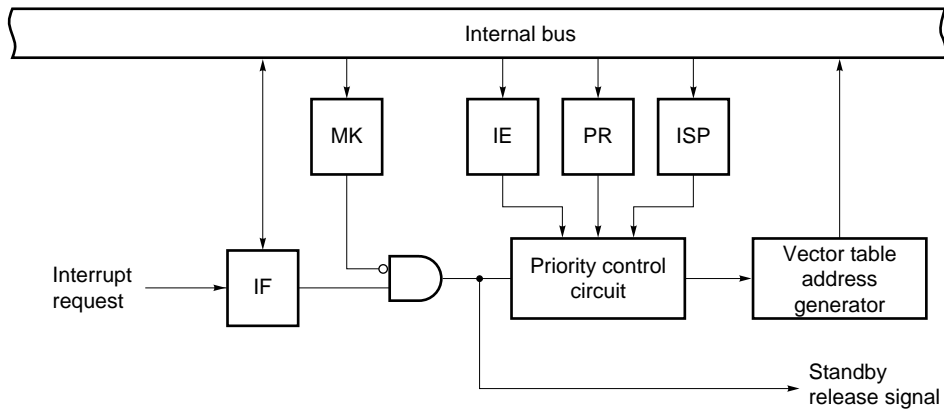 Internal bus
MK
IE
PR
ISP
Interrupt
request
IF
Priority control
circuit
Vector table
address
generator
Standby
release signal